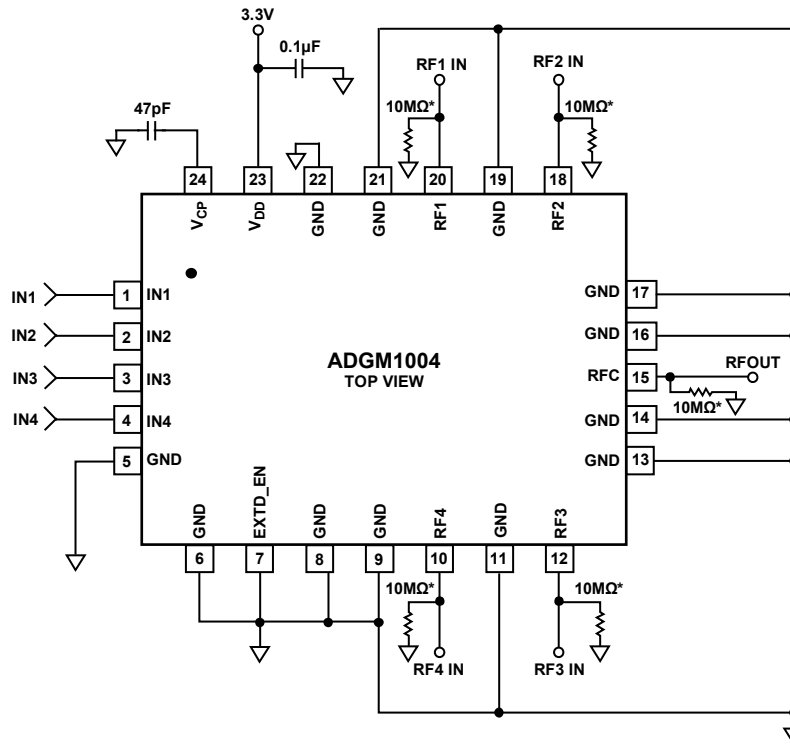 3.3V
0.1µF
RF1 IN
RF2 IN
47pF
10MΩ*
10MΩ*
24
23
22
21
20
19
18
VCP
VDD
GND
GND
RF1
GND
RF2
IN1
1
IN1
GND
17
IN2
2
IN2
GND
16
IN3
3
IN3
ADGM1004
TOP VIEW
RFC
15
RFOUT
10MΩ*
IN4
4
IN4
GND
14
5
GND
GND
13
GND
EXTD_EN
GND
GND
RF4
GND
RF3
6
7
8
9
10
11
12
10MΩ*
10MΩ*
RF4 IN
RF3 IN